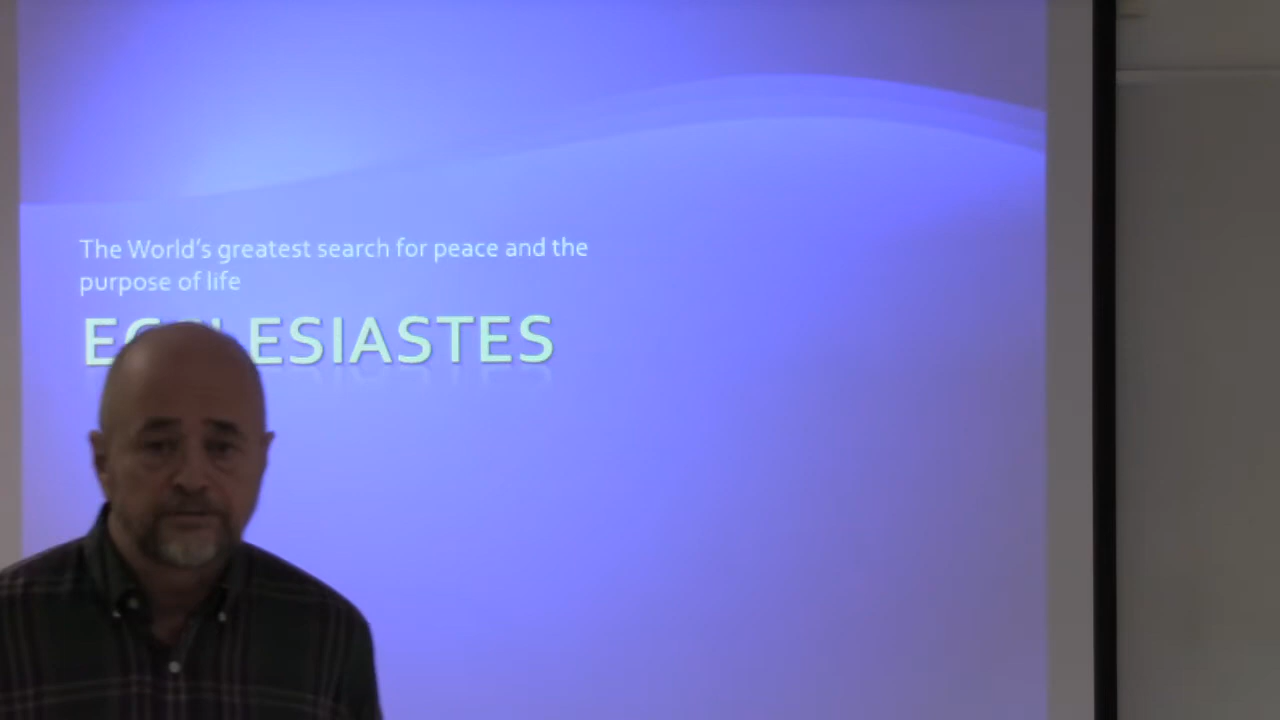 The World's greatest search for peace and the
purpose of life
ECCLESIASTES